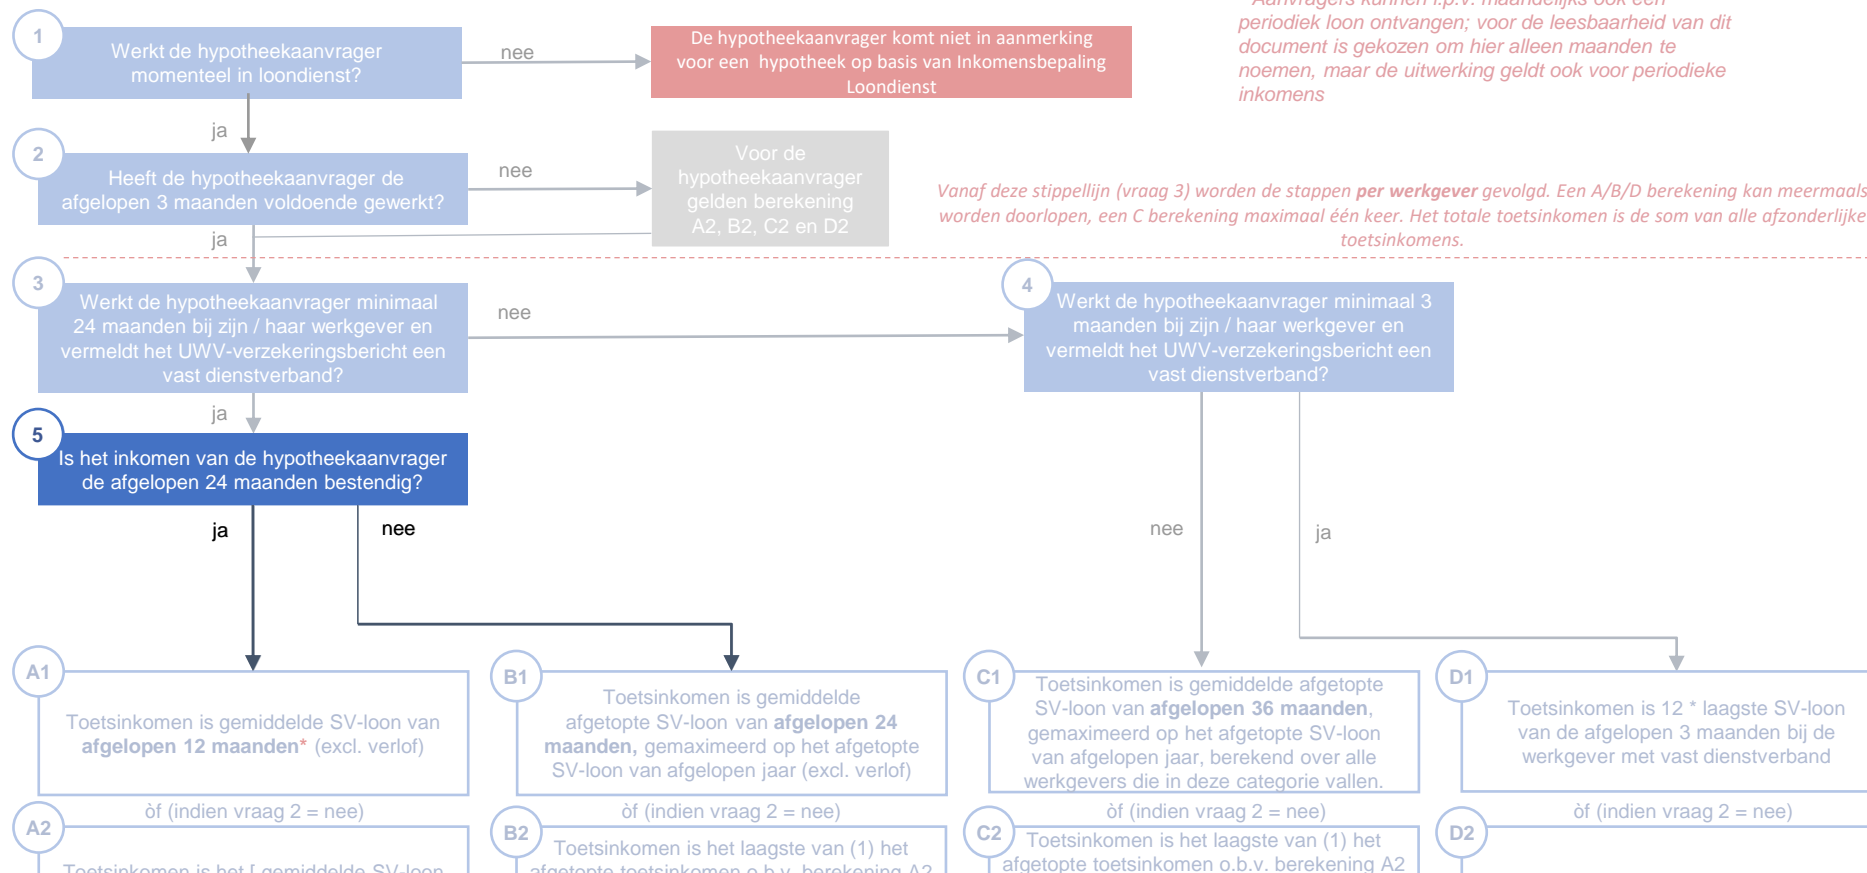 * Aanvragers kunnen i.p.v. maandelijks ook een
periodiek loon ontvangen; voor de leesbaarheid van dit
document is gekozen om hier alleen maanden te
noemen, maar de uitwerking geldt ook voor periodieke
inkomens
1
Werkt de hypotheekaanvrager
momenteel in loondienst?
nee
De hypotheekaanvrager komt niet in aanmerking
voor een hypotheek op basis van Inkomensbepaling
Loondienst
ja
2
Heeft de hypotheekaanvrager de
afgelopen 3 maanden voldoende gewerkt?
nee
Voor de
hypotheekaanvrager
gelden berekening
A2, B2, C2 en D2
ja
Vanaf deze stippellijn (vraag 3) worden de stappen per werkgever gevolgd. Een A/B/D berekening kan meermaals
worden doorlopen, een C berekening maximaal één keer. Het totale toetsinkomen is de som van alle afzonderlijke
toetsinkomens.
3
Werkt de hypotheekaanvrager minimaal
24 maanden bij zijn / haar werkgever en
vermeldt het UWV-verzekeringsbericht een
vast dienstverband?
nee
4
Werkt de hypotheekaanvrager minimaal 3
maanden bij zijn / haar werkgever en
vermeldt het UWV-verzekeringsbericht een
vast dienstverband?
ja
5
Is het inkomen van de hypotheekaanvrager
de afgelopen 24 maanden bestendig?
ja
nee
nee
ja
A1
Toetsinkomen is gemiddelde SV-loon van
afgelopen 12 maanden* (excl. verlof)
B1
Toetsinkomen is gemiddelde
afgetopte SV-loon van afgelopen 24
maanden, gemaximeerd op het afgetopte
SV-loon van afgelopen jaar (excl. verlof)
C1
Toetsinkomen is gemiddelde afgetopte
SV-loon van afgelopen 36 maanden,
gemaximeerd op het afgetopte SV-loon
van afgelopen jaar, berekend over alle
werkgevers die in deze categorie vallen.
D1
Toetsinkomen is 12 * laagste SV-loon
van de afgelopen 3 maanden bij de
werkgever met vast dienstverband
òf (indien vraag 2 = nee)
òf (indien vraag 2 = nee)
òf (indien vraag 2 = nee)
òf (indien vraag 2 = nee)
A2
Toetsinkomen is het [ gemiddelde SV-loon
B2
Toetsinkomen is het laagste van (1) het
afgetopte toetsinkomen o.b.v. berekening A2
C2
Toetsinkomen is het laagste van (1) het
afgetopte toetsinkomen o.b.v. berekening A2
D2